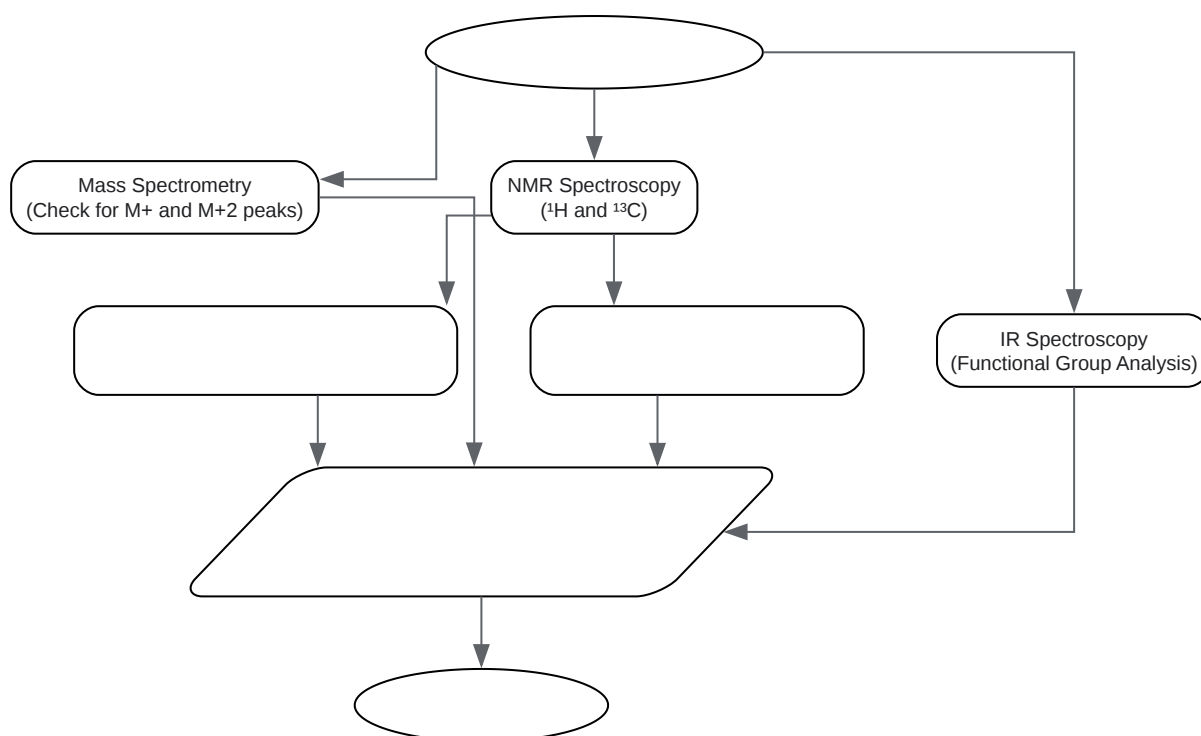 Mass Spectrometry
(Check for M+ and M+2 peaks)
NMR Spectroscopy
(¹H and ¹³C)
IR Spectroscopy
(Functional Group Analysis)